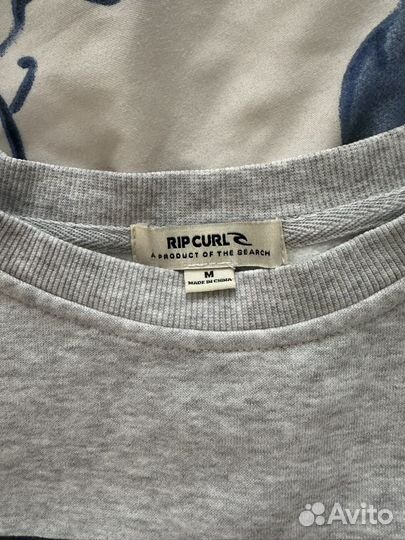 RIP CURL
A PRODUCT OF THE SEARCH
M
MADE IN CHINA
Avito